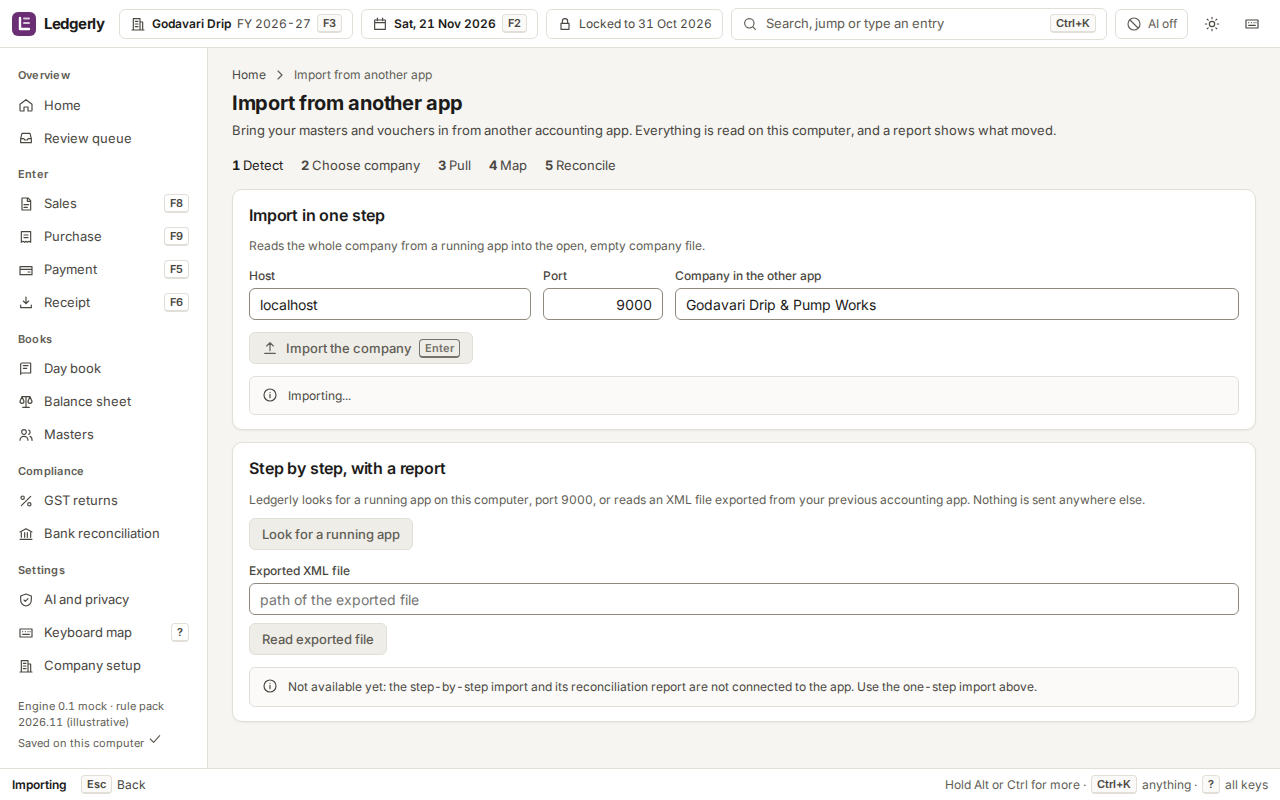 Ledgerly
Godavari Drip FY 2026-27 F3
Sat, 21 Nov 2026 F2
Locked to 31 Oct 2026
Search, jump or type an entry Ctrl+K
AI off
Overview
Home
Review queue
Enter
Sales F8
Purchase F9
Payment F5
Receipt F6
Books
Day book
Balance sheet
Masters
Compliance
GST returns
Bank reconciliation
Settings
AI and privacy
Keyboard map ?
Company setup
Engine 0.1 mock · rule pack
2026.11 (illustrative)
Saved on this computer
Home > Import from another app
Import from another app
Bring your masters and vouchers in from another accounting app. Everything is read on this computer, and a report shows what moved.
1 Detect 2 Choose company 3 Pull 4 Map 5 Reconcile
Import in one step
Reads the whole company from a running app into the open, empty company file.
Host Port Company in the other app
localhost 9000 Godavari Drip & Pump Works
Import the company Enter
Importing...
Step by step, with a report
Ledgerly looks for a running app on this computer, port 9000, or reads an XML file exported from your previous accounting app. Nothing is sent anywhere else.
Look for a running app
Exported XML file
path of the exported file
Read exported file
Not available yet: the step-by-step import and its reconciliation report are not connected to the app. Use the one-step import above.
Importing Esc Back
Hold Alt or Ctrl for more · Ctrl+K anything · ? all keys